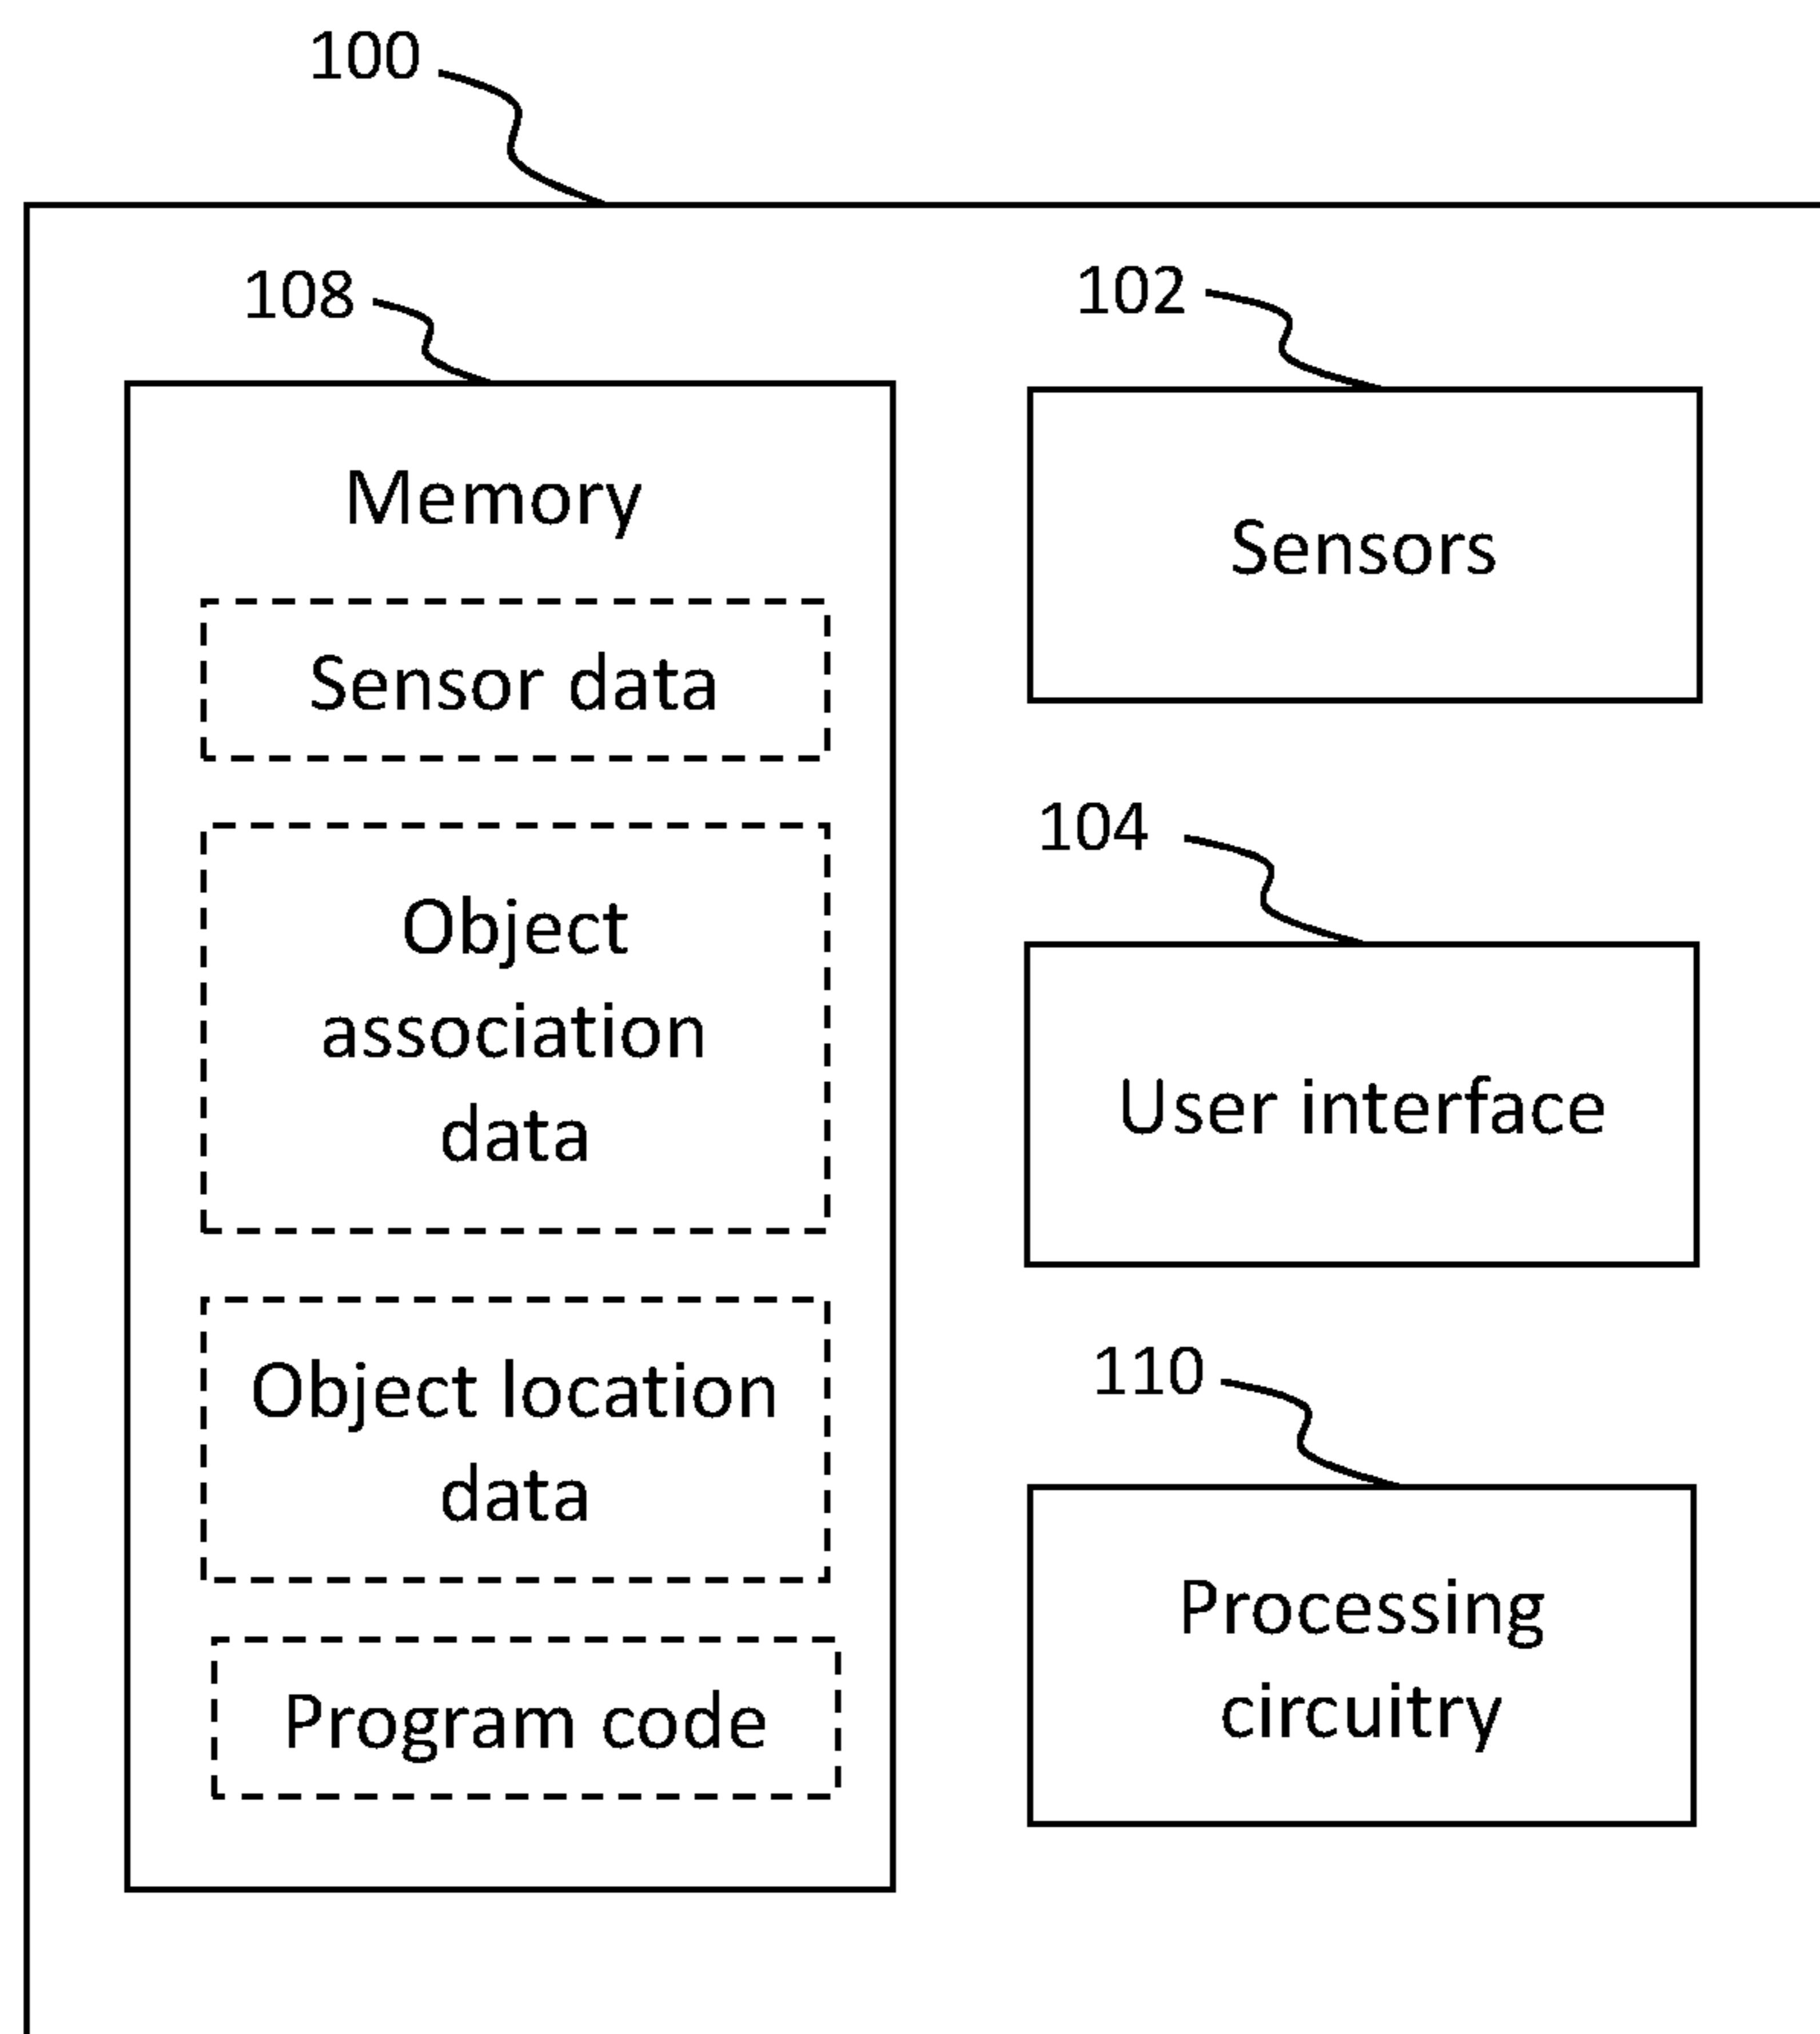 100
108
Memory
Sensor data
Object
association
data
Object location
data
Program code
102
Sensors
104
User interface
110
Processing
circuitry